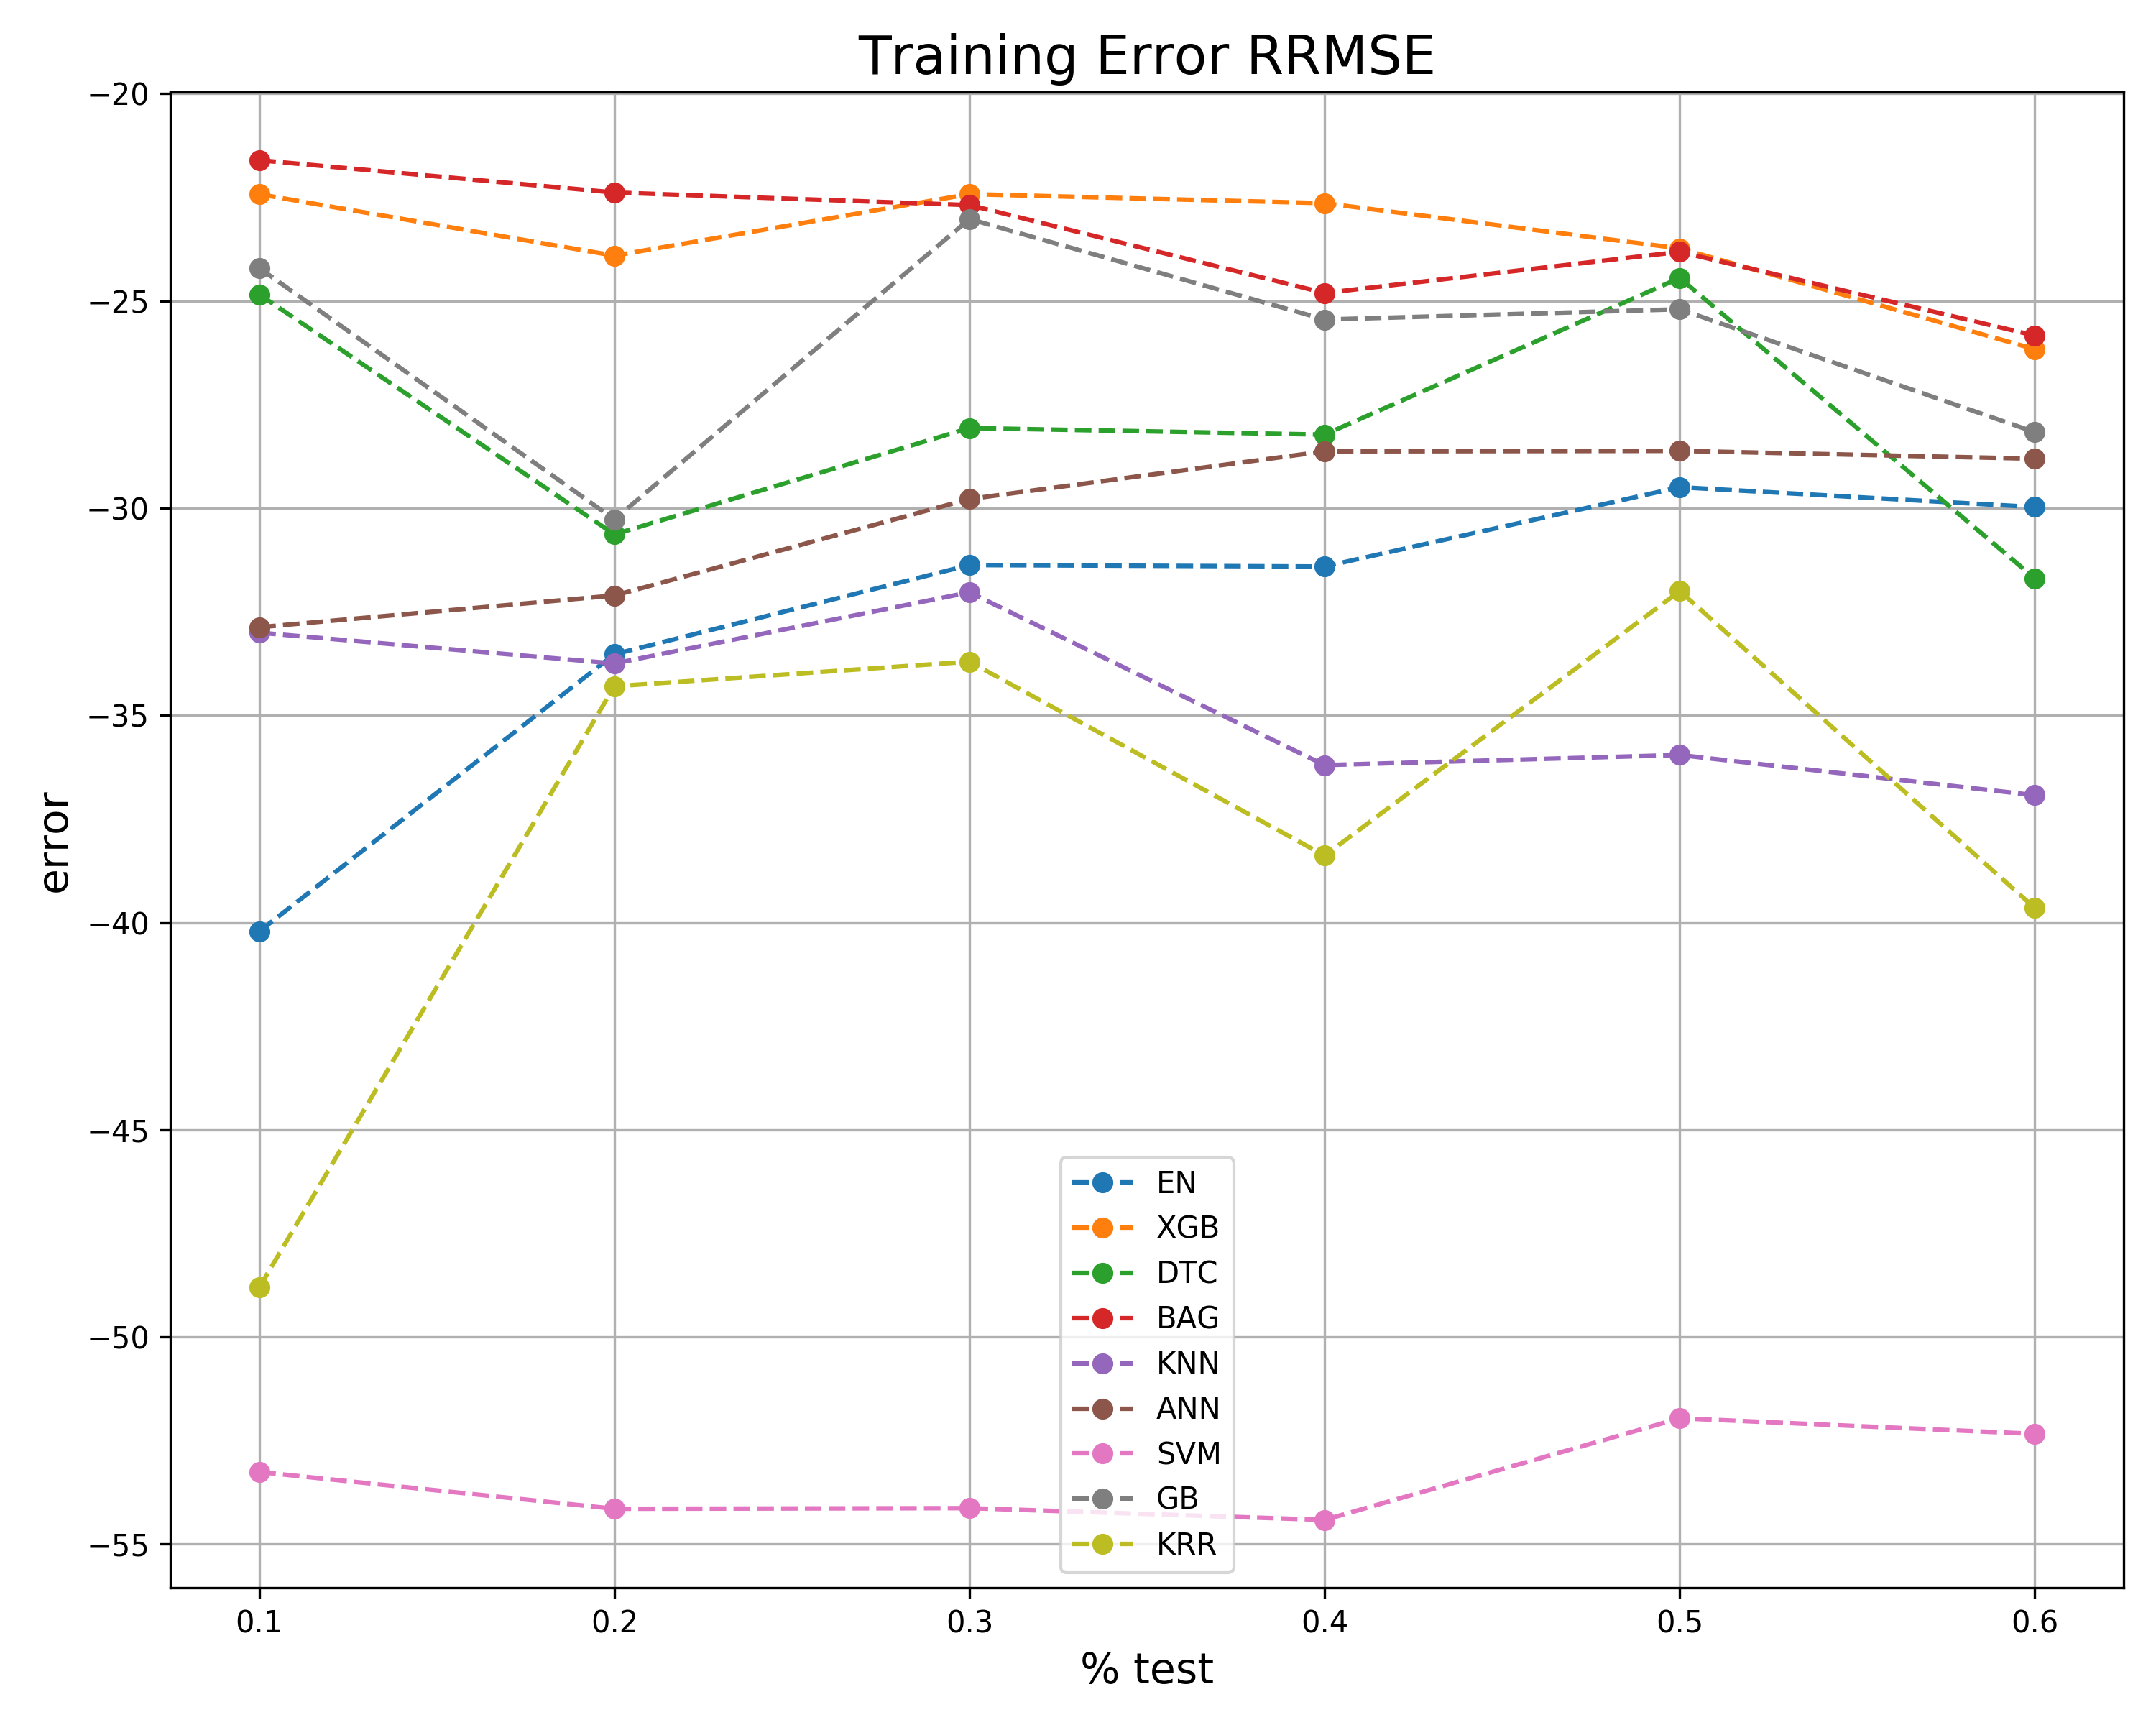 Training Error RRMSE
−20
−25
−30
−35
−40
−45
−50
−55
error
EN
XGB
DTC
BAG
KNN
ANN
SVM
GB
KRR
0.1 0.2 0.3 0.4 0.5 0.6
% test